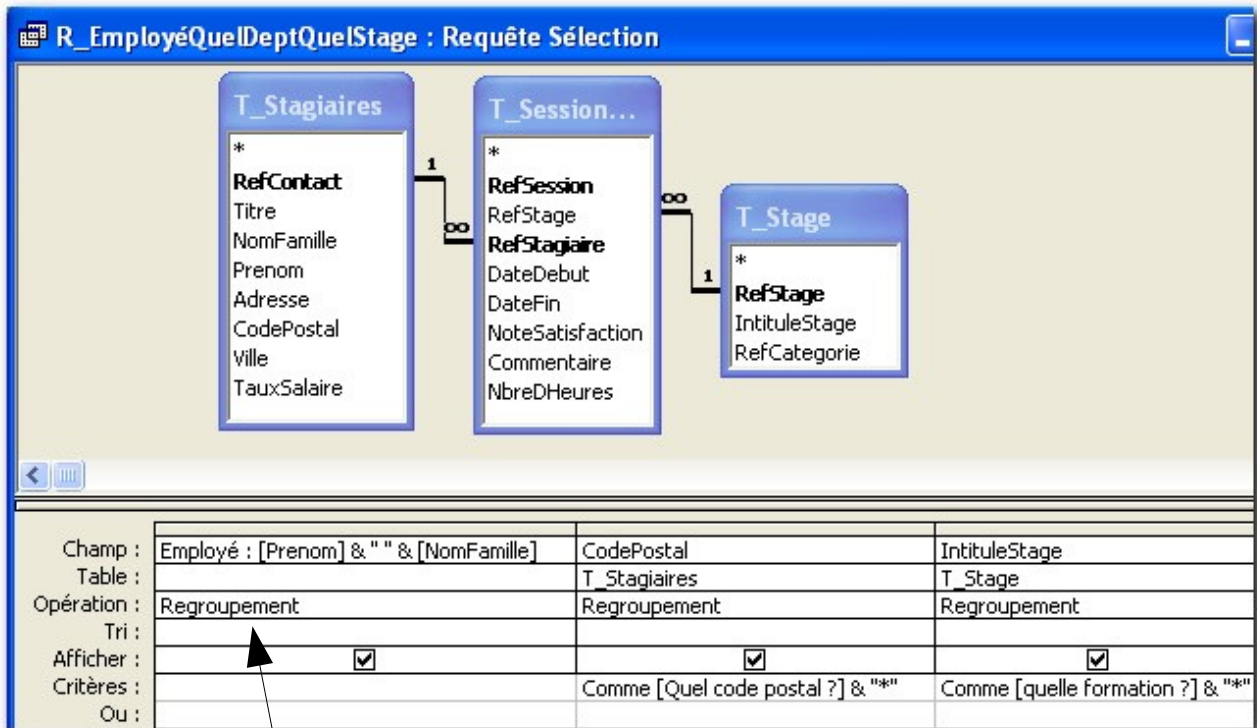 R_EmployéQuelDeptQuelStage : Requête Sélection
T_Stagiaires
*
RefContact
Titre
NomFamille
Prenom
Adresse
CodePostal
Ville
TauxSalaire
1
∞
T_Session...
*
RefSession
RefStage
RefStagiaire
DateDebut
DateFin
NoteSatisfaction
Commentaire
NbreDHeures
∞
1
T_Stage
*
RefStage
IntituleStage
RefCategorie
Champ : Employé : [Prenom] & " " & [NomFamille] CodePostal IntituleStage
Table : T_Stagiaires T_Stage
Opération : Regroupement Regroupement Regroupement
Tri :
Afficher :
Critères : Comme [Quel code postal ?] & "*" Comme [quelle formation ?] & "*"
Ou :